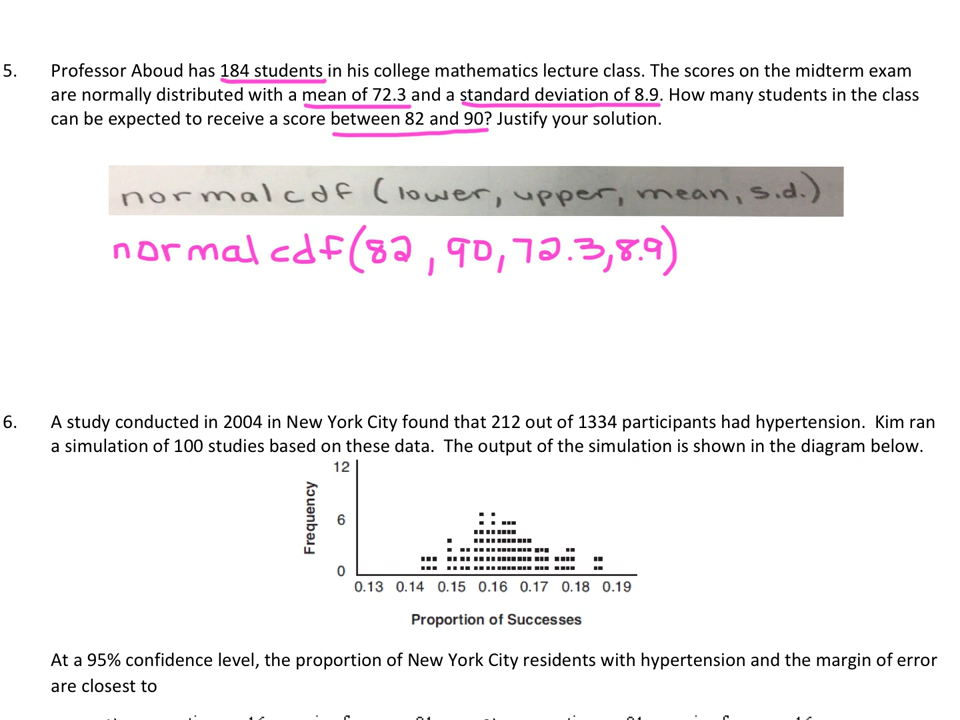 5. Professor Aboud has 184 students in his college mathematics lecture class. The scores on the midterm exam
are normally distributed with a mean of 72.3 and a standard deviation of 8.9. How many students in the class
can be expected to receive a score between 82 and 90? Justify your solution.
normalcdf (lower, upper, mean, s.d.)
normalcdf(82, 90, 72.3, 8.9)
6. A study conducted in 2004 in New York City found that 212 out of 1334 participants had hypertension. Kim ran
a simulation of 100 studies based on these data. The output of the simulation is shown in the diagram below.
12
Frequency
6
0
0.13 0.14 0.15 0.16 0.17 0.18 0.19
Proportion of Successes
At a 95% confidence level, the proportion of New York City residents with hypertension and the margin of error
are closest to